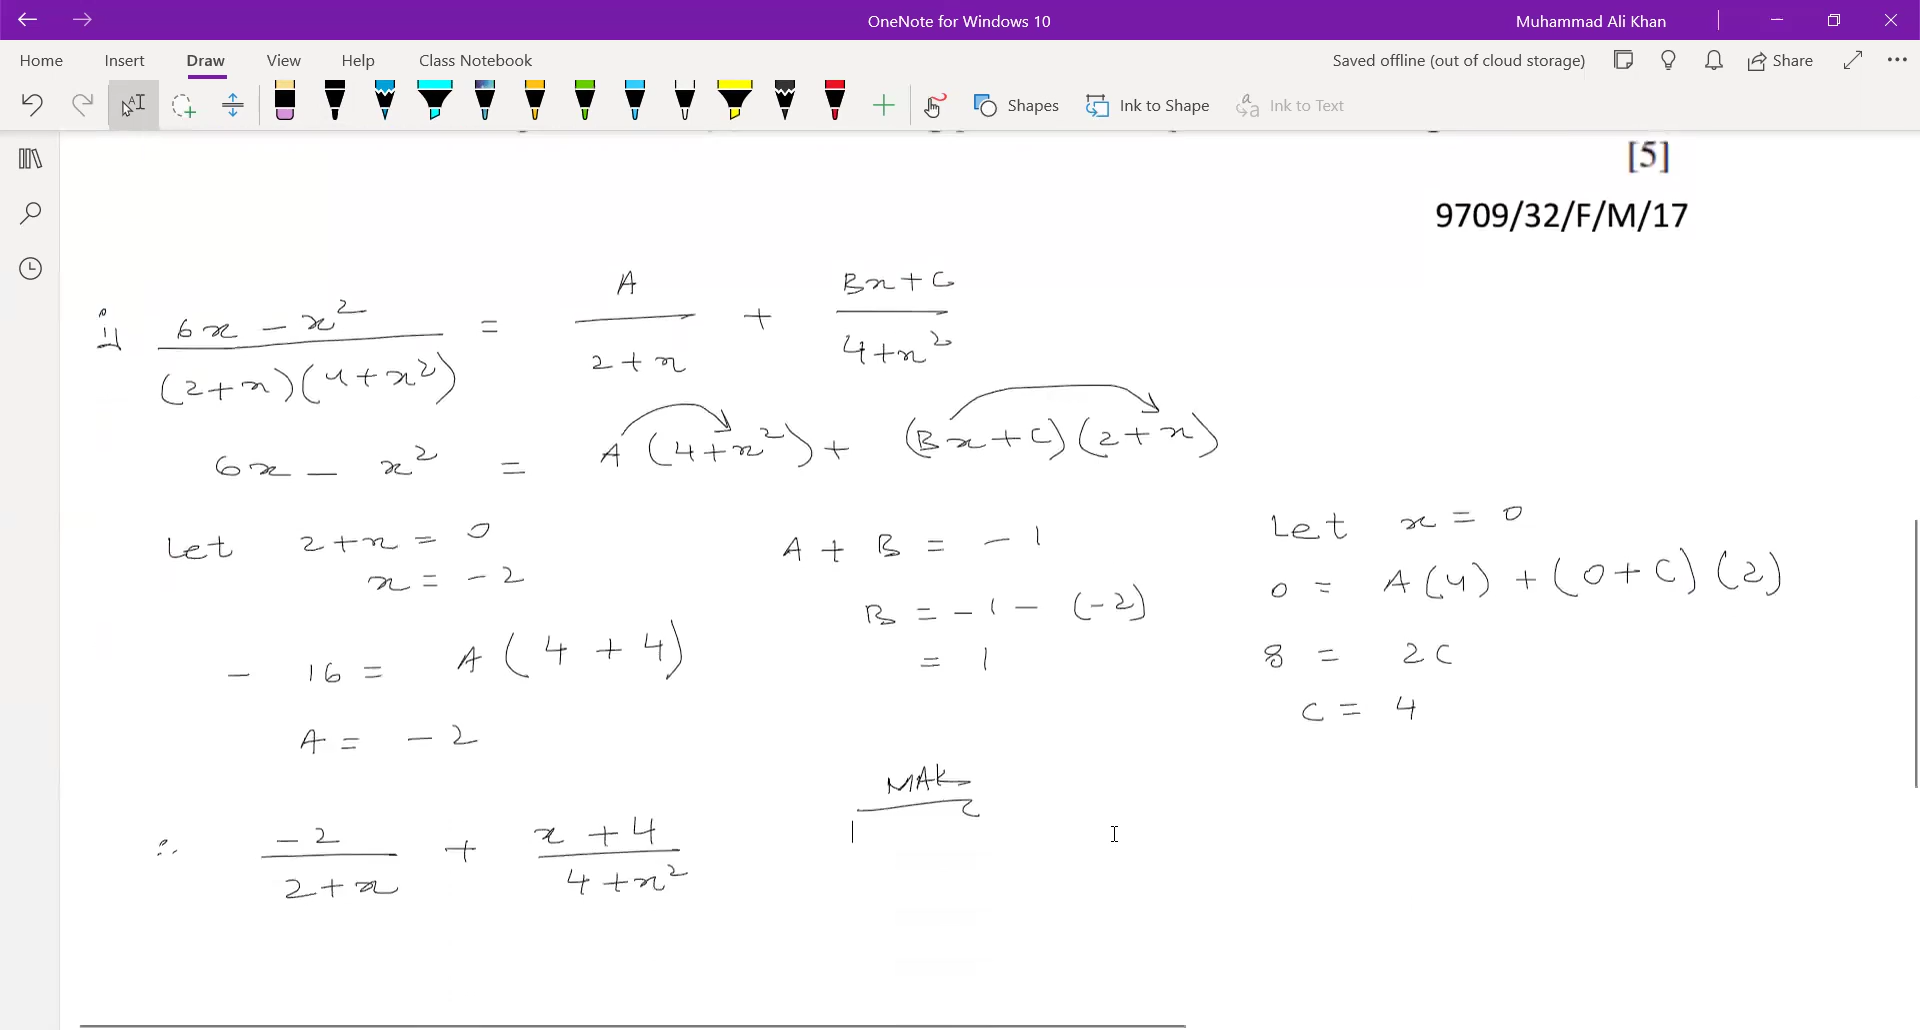 OneNote for Windows 10
Muhammad Ali Khan
Home Insert Draw View Help Class Notebook
Saved offline (out of cloud storage)
Share
Shapes
Ink to Shape
Ink to Text
[5]
9709/32/F/M/17
i) (6x - x²)/((2+x)(4+x²)) = A/(2+x) + (Bx+C)/(4+x²)
6x - x² = A(4+x²) + (Bx+C)(2+x)
Let 2+x = 0
x = -2
-16 = A(4+4)
A = -2
A + B = -1
B = -1 - (-2)
= 1
Let x = 0
0 = A(4) + (0+C)(2)
8 = 2C
C = 4
MAK
∴ -2/(2+x) + (x+4)/(4+x²)